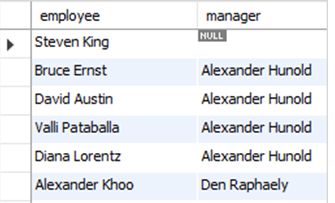 employee manager
Steven King NULL
Bruce Ernst Alexander Hunold
David Austin Alexander Hunold
Valli Pataballa Alexander Hunold
Diana Lorentz Alexander Hunold
Alexander Khoo Den Raphaely